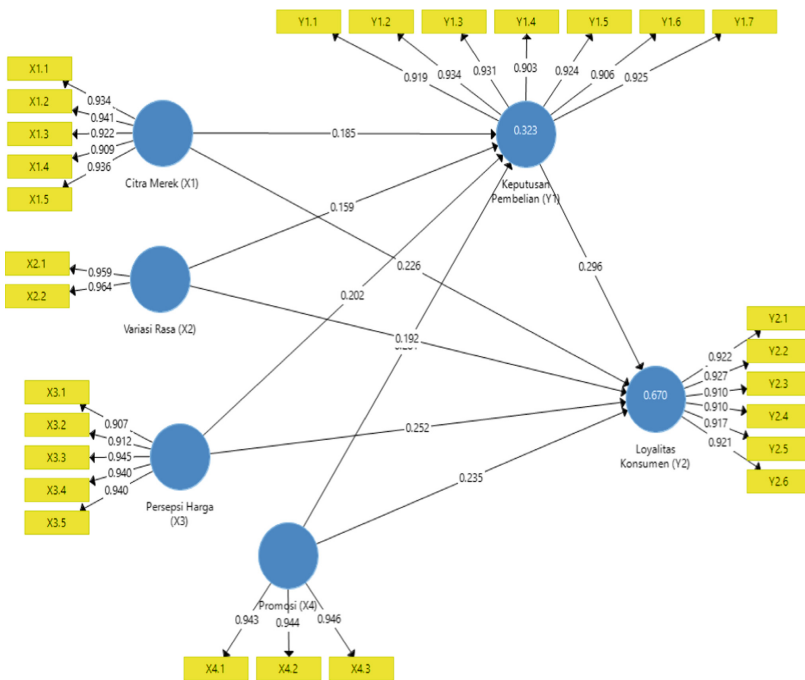 Y1.1 Y1.2 Y1.3 Y1.4 Y1.5 Y1.6 Y1.7
0.919 0.934 0.931 0.903 0.924 0.906 0.925
X1.1
X1.2
X1.3
X1.4
X1.5
0.934
0.941
0.922
0.909
0.936
Citra Merek (X1)
0.185
0.323
Keputusan
Pembelian (Y1)
0.159
0.226
0.296
X2.1
X2.2
0.959
0.964
Variasi Rasa (X2)
0.202
0.192
X3.1
X3.2
X3.3
X3.4
X3.5
0.907
0.912
0.945
0.940
0.940
Persepsi Harga
(X3)
0.252
0.235
0.670
Loyalitas
Konsumen (Y2)
0.922
0.927
0.910
0.910
0.917
0.921
Y2.1
Y2.2
Y2.3
Y2.4
Y2.5
Y2.6
Promosi (X4)
0.943 0.944 0.946
X4.1 X4.2 X4.3